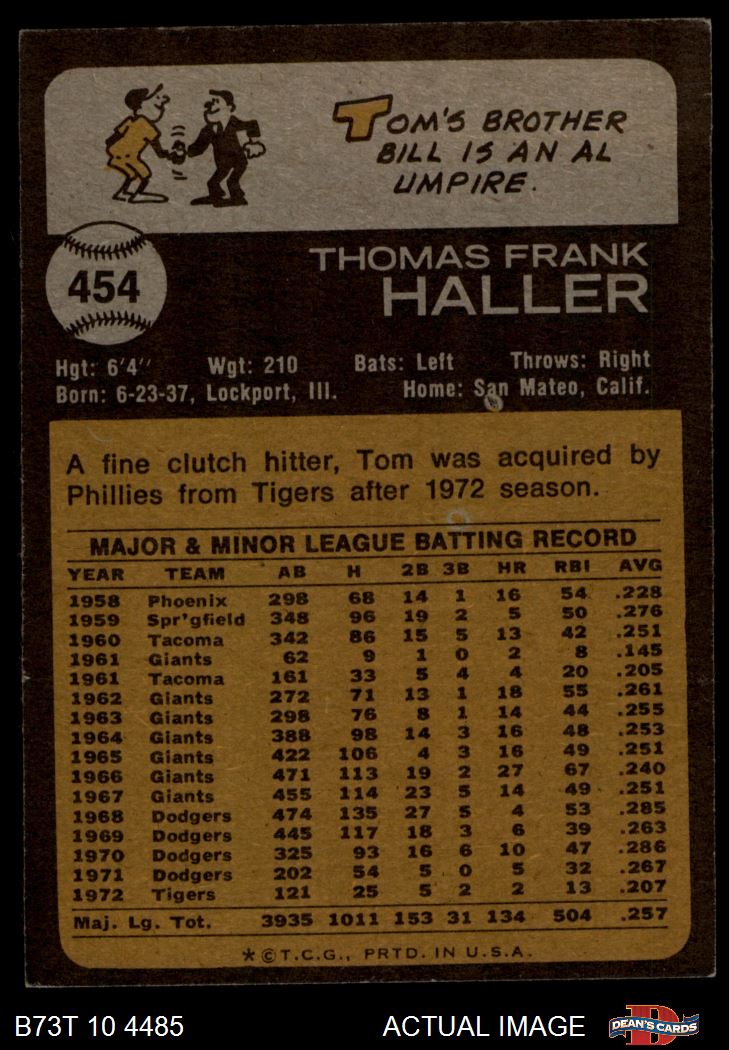 TOM'S BROTHER
BILL IS AN AL
UMPIRE.
454
THOMAS FRANK
HALLER
Hgt: 6'4" Wgt: 210 Bats: Left Throws: Right
Born: 6-23-37, Lockport, Ill. Home: San Mateo, Calif.
A fine clutch hitter, Tom was acquired by
Phillies from Tigers after 1972 season.
MAJOR & MINOR LEAGUE BATTING RECORD
YEAR TEAM AB H 2B 3B HR RBI AVG
1958 Phoenix 298 68 14 1 16 54 .228
1959 Spr'gfield 348 96 19 2 5 50 .276
1960 Tacoma 342 86 15 5 13 42 .251
1961 Giants 62 9 1 0 2 8 .145
1961 Tacoma 161 33 5 4 4 20 .205
1962 Giants 272 71 13 1 18 55 .261
1963 Giants 298 76 8 1 14 44 .255
1964 Giants 388 98 14 3 16 48 .253
1965 Giants 422 106 4 3 16 49 .251
1966 Giants 471 113 19 2 27 67 .240
1967 Giants 455 114 23 5 14 49 .251
1968 Dodgers 474 135 27 5 4 53 .285
1969 Dodgers 445 117 18 3 6 39 .263
1970 Dodgers 325 93 16 6 10 47 .286
1971 Dodgers 202 54 5 0 5 32 .267
1972 Tigers 121 25 5 2 2 13 .207
Maj. Lg. Tot. 3935 1011 153 31 134 504 .257
*©T.C.G., PRTD. IN U.S.A.
B73T 10 4485 ACTUAL IMAGE DEAN'S CARDS